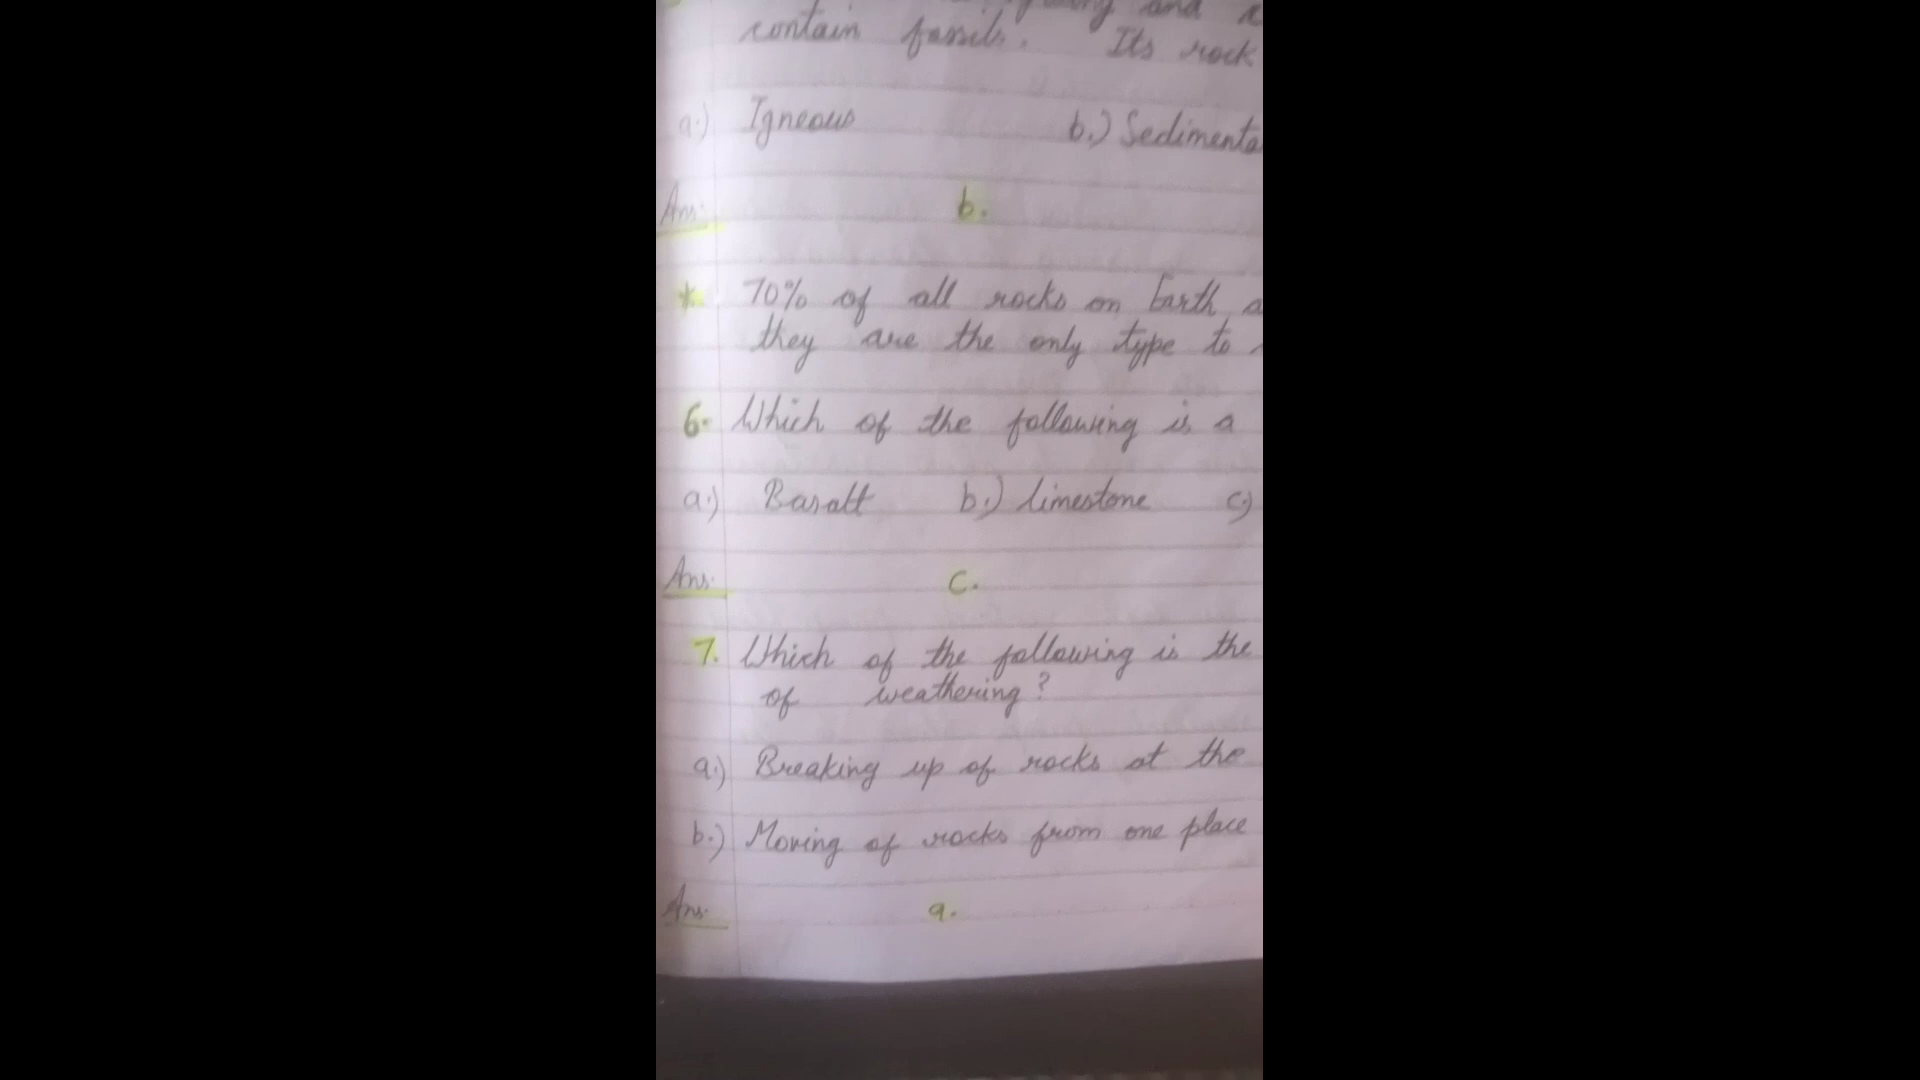 and
contain fossils. Its rock
a.) Igneous b.) Sedimenta
Ans.
b.
* 70% of all rocks on Earth a
they are the only type to
6. Which of the following is a
a.) Basalt b.) limestone c)
Ans.
c.
7. Which of the following is the
of weathering?
a.) Breaking up of rocks at the
b.) Moving of rocks from one place
Ans.
a.